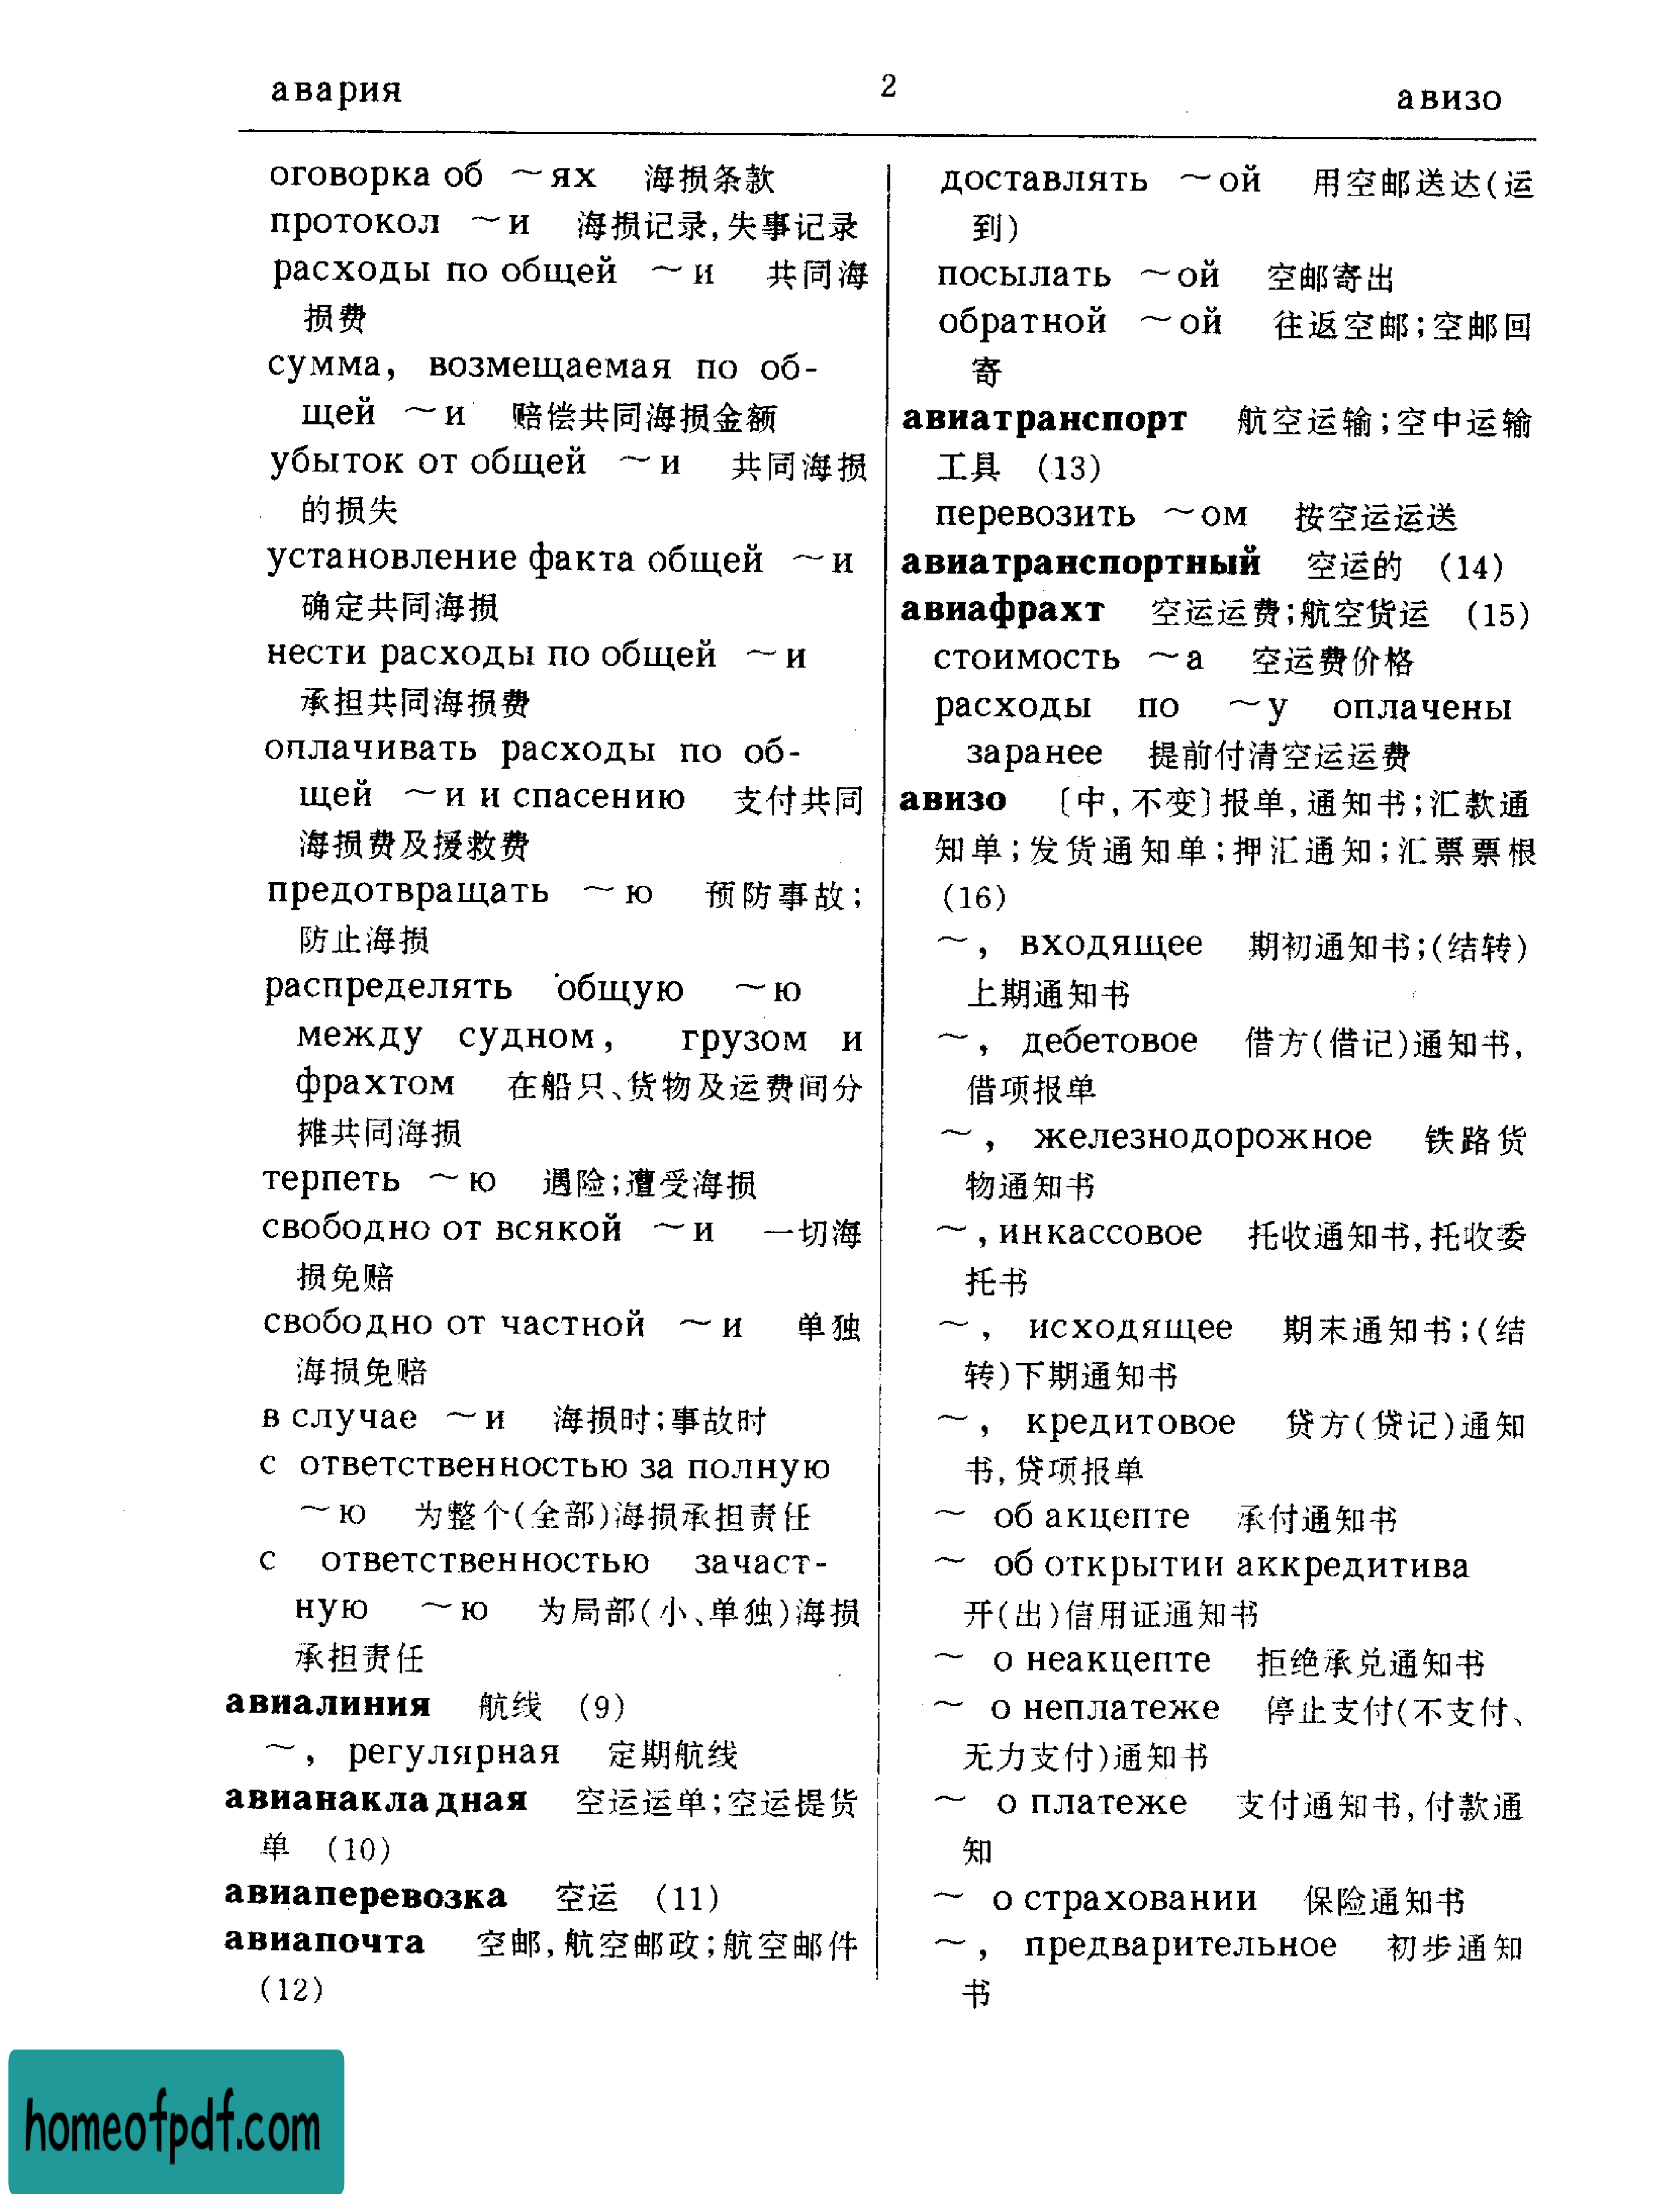 авария 2 авизо
оговорка об ～ях 海损条款
протокол ～и 海损记录,失事记录
расходы по общей ～и 共同海
损费
сумма, возмещаемая по об-
щей ～и 赔偿共同海损金额
убыток от общей ～и 共同海损
的损失
установление факта общей ～и
确定共同海损
нести расходы по общей ～и
承担共同海损费
оплачивать расходы по об-
щей ～и и спасению 支付共同
海损费及援救费
предотвращать ～ю 预防事故;
防止海损
распределять общую ～ю
между судном, грузом и
фрахтом 在船只、货物及运费间分
摊共同海损
терпеть ～ю 遇险;遭受海损
свободно от всякой ～и 一切海
损免赔
свободно от частной ～и 单独
海损免赔
в случае ～и 海损时;事故时
с ответственностью за полную
～ю 为整个(全部)海损承担责任
с ответственностью зачаст-
ную ～ю 为局部(小、单独)海损
承担责任
авиалиния 航线 (9)
～, регулярная 定期航线
авианакладная 空运运单;空运提货
单 (10)
авиаперевозка 空运 (11)
авиапочта 空邮,航空邮政;航空邮件
(12)
доставлять ～ой 用空邮送达(运
到)
посылать ～ой 空邮寄出
обратной ～ой 往返空邮;空邮回
寄
авиатранспорт 航空运输;空中运输
工具 (13)
перевозить ～ом 按空运运送
авиатранспортный 空运的 (14)
авиафрахт 空运运费;航空货运 (15)
стоимость ～а 空运费价格
расходы по ～у оплачены
заранее 提前付清空运运费
авизо 〔中,不变〕报单,通知书;汇款通
知单;发货通知单;押汇通知;汇票票根
(16)
～, входящее 期初通知书;(结转)
上期通知书
～, дебетовое 借方(借记)通知书,
借项报单
～, железнодорожное 铁路货
物通知书
～,инкассовое 托收通知书,托收委
托书
～, исходящее 期末通知书;(结
转)下期通知书
～, кредитовое 贷方(贷记)通知
书,贷项报单
～ об акцепте 承付通知书
～ об открытии аккредитива
开(出)信用证通知书
～ о неакцепте 拒绝承兑通知书
～ о неплатеже 停止支付(不支付、
无力支付)通知书
～ о платеже 支付通知书,付款通
知
～ о страховании 保险通知书
～, предварительное 初步通知
书
homeofpdf.com